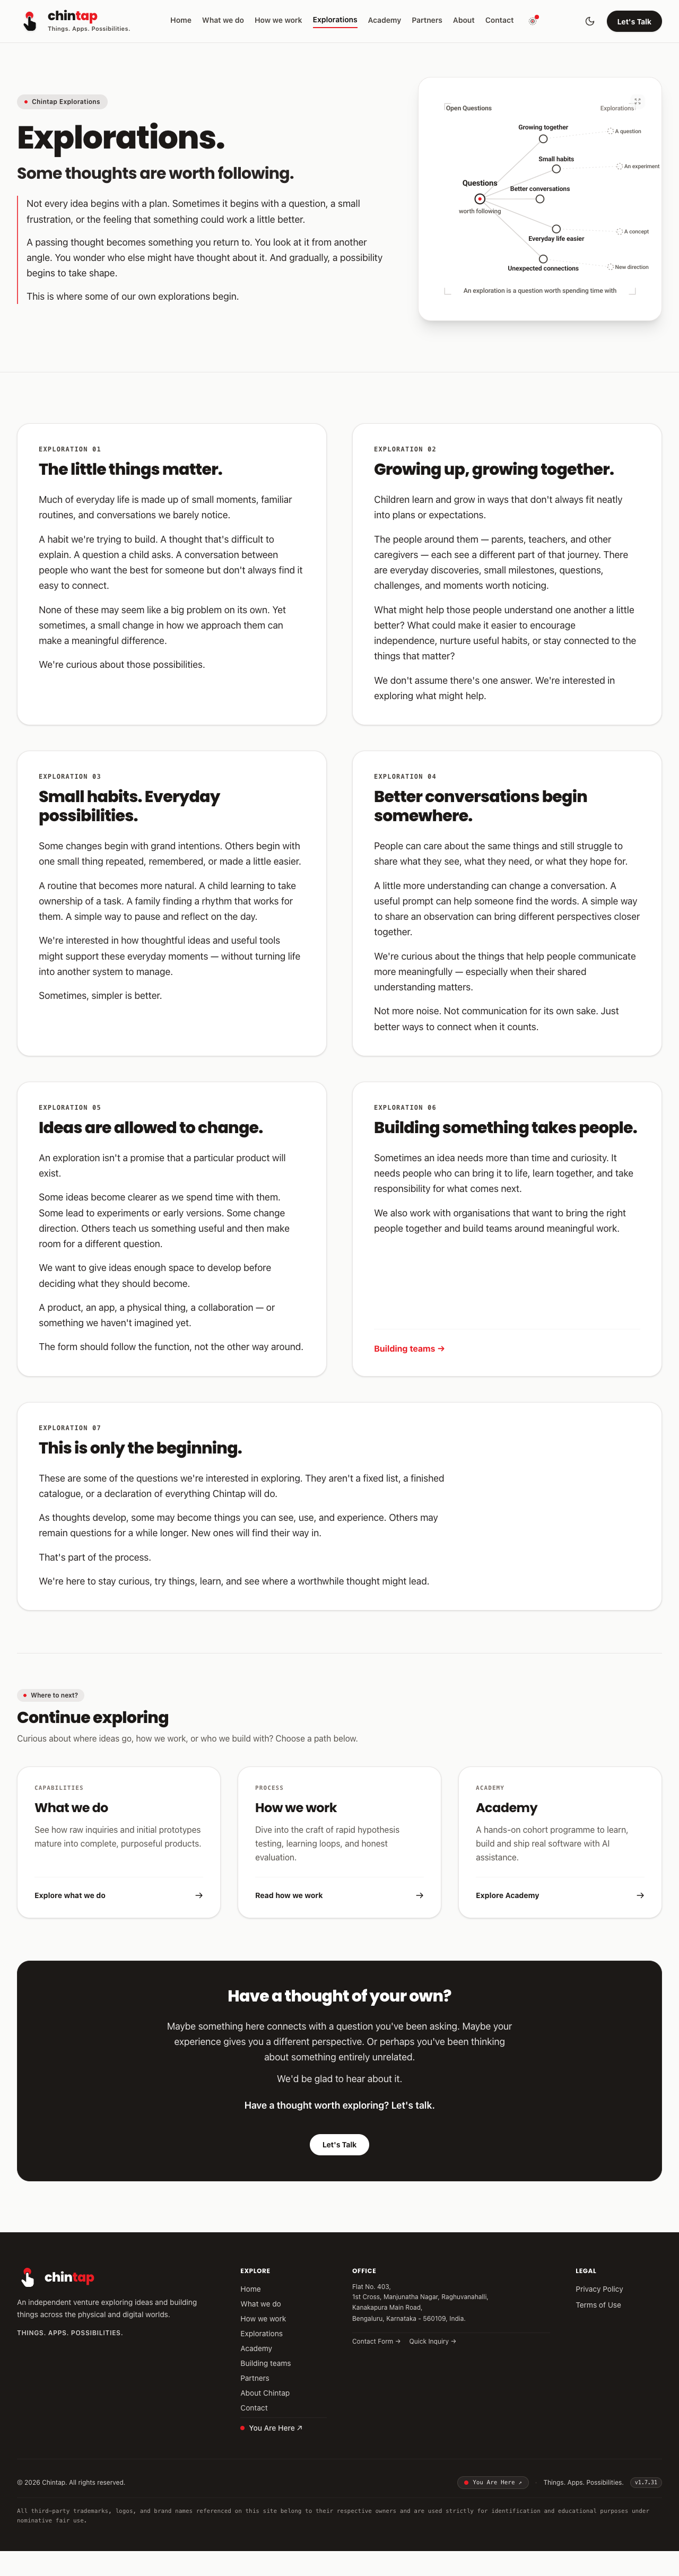 chintap
Things. Apps. Possibilities.
Home What we do How we work Explorations Academy Partners About Contact
Let's Talk
Chintap Explorations
Explorations.
Some thoughts are worth following.
Not every idea begins with a plan. Sometimes it begins with a question, a small
frustration, or the feeling that something could work a little better.
A passing thought becomes something you return to. You look at it from another
angle. You wonder who else might have thought about it. And gradually, a possibility
begins to take shape.
This is where some of our own explorations begin.
Open Questions
Explorations
Growing together
A question
Small habits
An experiment
Questions
Better conversations
worth following
A concept
Everyday life easier
New direction
Unexpected connections
An exploration is a question worth spending time with
EXPLORATION 01
The little things matter.
Much of everyday life is made up of small moments, familiar
routines, and conversations we barely notice.
A habit we're trying to build. A thought that's difficult to
explain. A question a child asks. A conversation between
people who want the best for someone but don't always find it
easy to connect.
None of these may seem like a big problem on its own. Yet
sometimes, a small change in how we approach them can
make a meaningful difference.
We're curious about those possibilities.
EXPLORATION 02
Growing up, growing together.
Children learn and grow in ways that don't always fit neatly
into plans or expectations.
The people around them — parents, teachers, and other
caregivers — each see a different part of that journey. There
are everyday discoveries, small milestones, questions,
challenges, and moments worth noticing.
What might help those people understand one another a little
better? What could make it easier to encourage
independence, nurture useful habits, or stay connected to the
things that matter?
We don't assume there's one answer. We're interested in
exploring what might help.
EXPLORATION 03
Small habits. Everyday
possibilities.
Some changes begin with grand intentions. Others begin with
one small thing repeated, remembered, or made a little easier.
A routine that becomes more natural. A child learning to take
ownership of a task. A family finding a rhythm that works for
them. A simple way to pause and reflect on the day.
We're interested in how thoughtful ideas and useful tools
might support these everyday moments — without turning life
into another system to manage.
Sometimes, simpler is better.
EXPLORATION 04
Better conversations begin
somewhere.
People can care about the same things and still struggle to
share what they see, what they need, or what they hope for.
A little more understanding can change a conversation. A
useful prompt can help someone find the words. A simple way
to share an observation can bring different perspectives closer
together.
We're curious about the things that help people communicate
more meaningfully — especially when their shared
understanding matters.
Not more noise. Not communication for its own sake. Just
better ways to connect when it counts.
EXPLORATION 05
Ideas are allowed to change.
An exploration isn't a promise that a particular product will
exist.
Some ideas become clearer as we spend time with them.
Some lead to experiments or early versions. Some change
direction. Others teach us something useful and then make
room for a different question.
We want to give ideas enough space to develop before
deciding what they should become.
A product, an app, a physical thing, a collaboration — or
something we haven't imagined yet.
The form should follow the function, not the other way around.
EXPLORATION 06
Building something takes people.
Sometimes an idea needs more than time and curiosity. It
needs people who can bring it to life, learn together, and take
responsibility for what comes next.
We also work with organisations that want to bring the right
people together and build teams around meaningful work.
Building teams →
EXPLORATION 07
This is only the beginning.
These are some of the questions we're interested in exploring. They aren't a fixed list, a finished
catalogue, or a declaration of everything Chintap will do.
As thoughts develop, some may become things you can see, use, and experience. Others may
remain questions for a while longer. New ones will find their way in.
That's part of the process.
We're here to stay curious, try things, learn, and see where a worthwhile thought might lead.
Where to next?
Continue exploring
Curious about where ideas go, how we work, or who we build with? Choose a path below.
CAPABILITIES
What we do
See how raw inquiries and initial prototypes
mature into complete, purposeful products.
Explore what we do →
PROCESS
How we work
Dive into the craft of rapid hypothesis
testing, learning loops, and honest
evaluation.
Read how we work →
ACADEMY
Academy
A hands-on cohort programme to learn,
build and ship real software with AI
assistance.
Explore Academy →
Have a thought of your own?
Maybe something here connects with a question you've been asking. Maybe your
experience gives you a different perspective. Or perhaps you've been thinking
about something entirely unrelated.
We'd be glad to hear about it.
Have a thought worth exploring? Let's talk.
Let's Talk
chintap
An independent venture exploring ideas and building
things across the physical and digital worlds.
THINGS. APPS. POSSIBILITIES.
EXPLORE
Home
What we do
How we work
Explorations
Academy
Building teams
Partners
About Chintap
Contact
You Are Here ↗
OFFICE
Flat No. 403,
1st Cross, Manjunatha Nagar, Raghuvanahalli,
Kanakapura Main Road,
Bengaluru, Karnataka - 560109, India.
Contact Form → Quick Inquiry →
LEGAL
Privacy Policy
Terms of Use
© 2026 Chintap. All rights reserved.
You Are Here ↗ Things. Apps. Possibilities. v1.7.31
All third-party trademarks, logos, and brand names referenced on this site belong to their respective owners and are used strictly for identification and educational purposes under
nominative fair use.